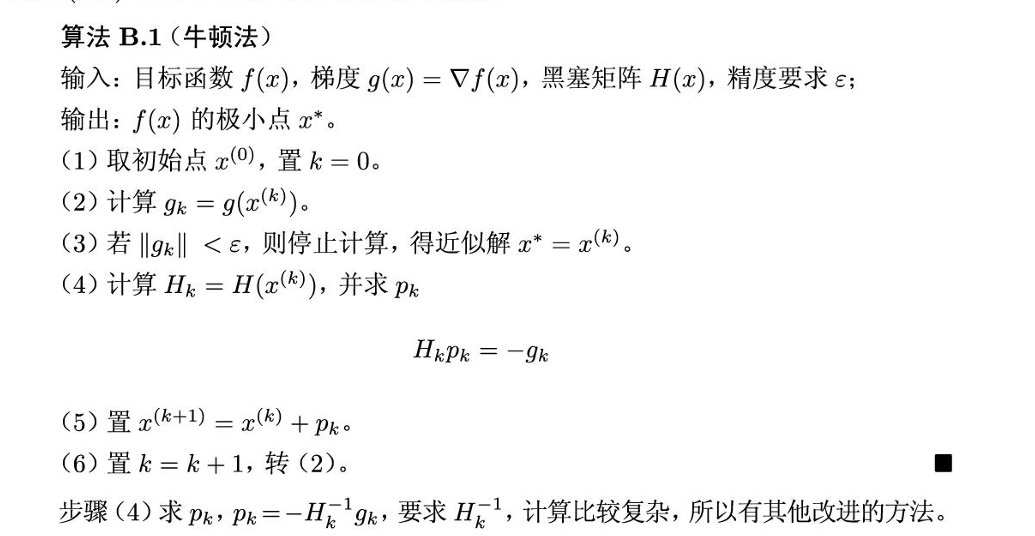 算法 B.1（牛顿法）
输入：目标函数 f(x)，梯度 g(x) = ∇f(x)，黑塞矩阵 H(x)，精度要求 ε；
输出：f(x) 的极小点 x*。
（1）取初始点 x^(0)，置 k = 0。
（2）计算 g_k = g(x^(k))。
（3）若 ‖g_k‖ < ε，则停止计算，得近似解 x* = x^(k)。
（4）计算 H_k = H(x^(k))，并求 p_k
H_k p_k = −g_k
（5）置 x^(k+1) = x^(k) + p_k。
（6）置 k = k + 1，转（2）。 ■
步骤（4）求 p_k，p_k = −H_k^−1 g_k，要求 H_k^−1，计算比较复杂，所以有其他改进的方法。